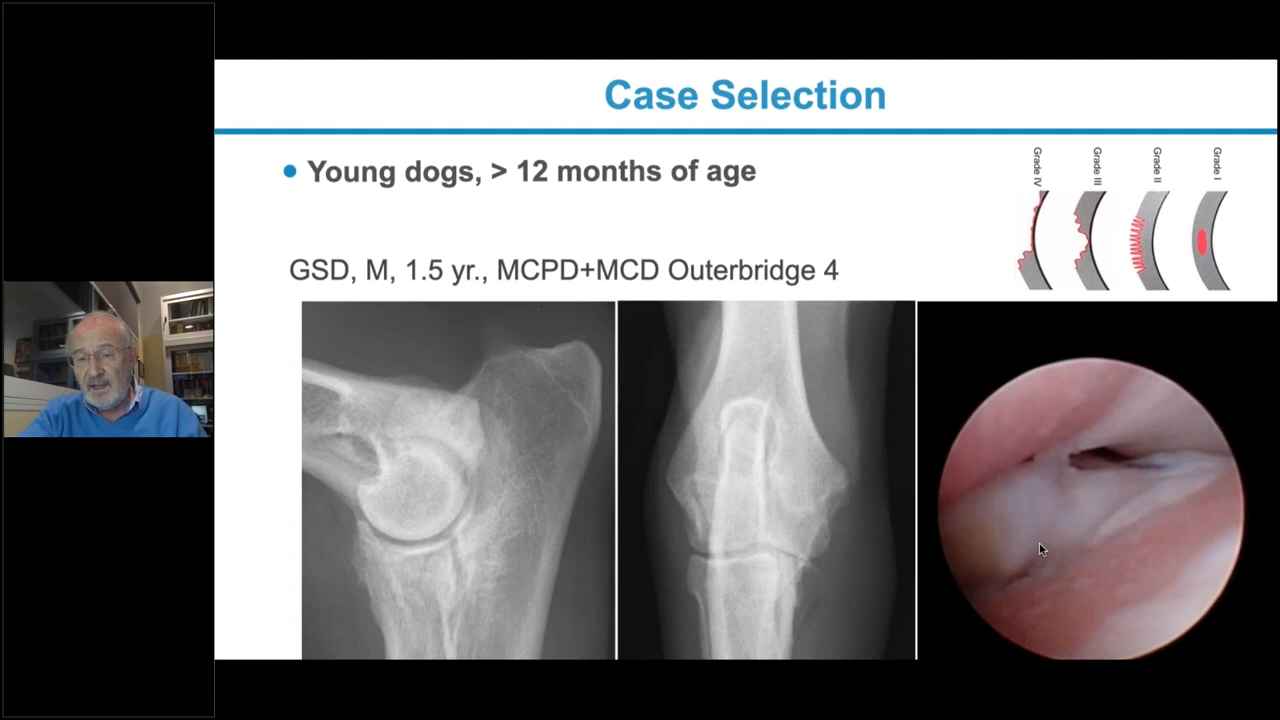 Case Selection
• Young dogs, > 12 months of age
Grade IV
Grade III
Grade II
Grade I
GSD, M, 1.5 yr., MCPD+MCD Outerbridge 4